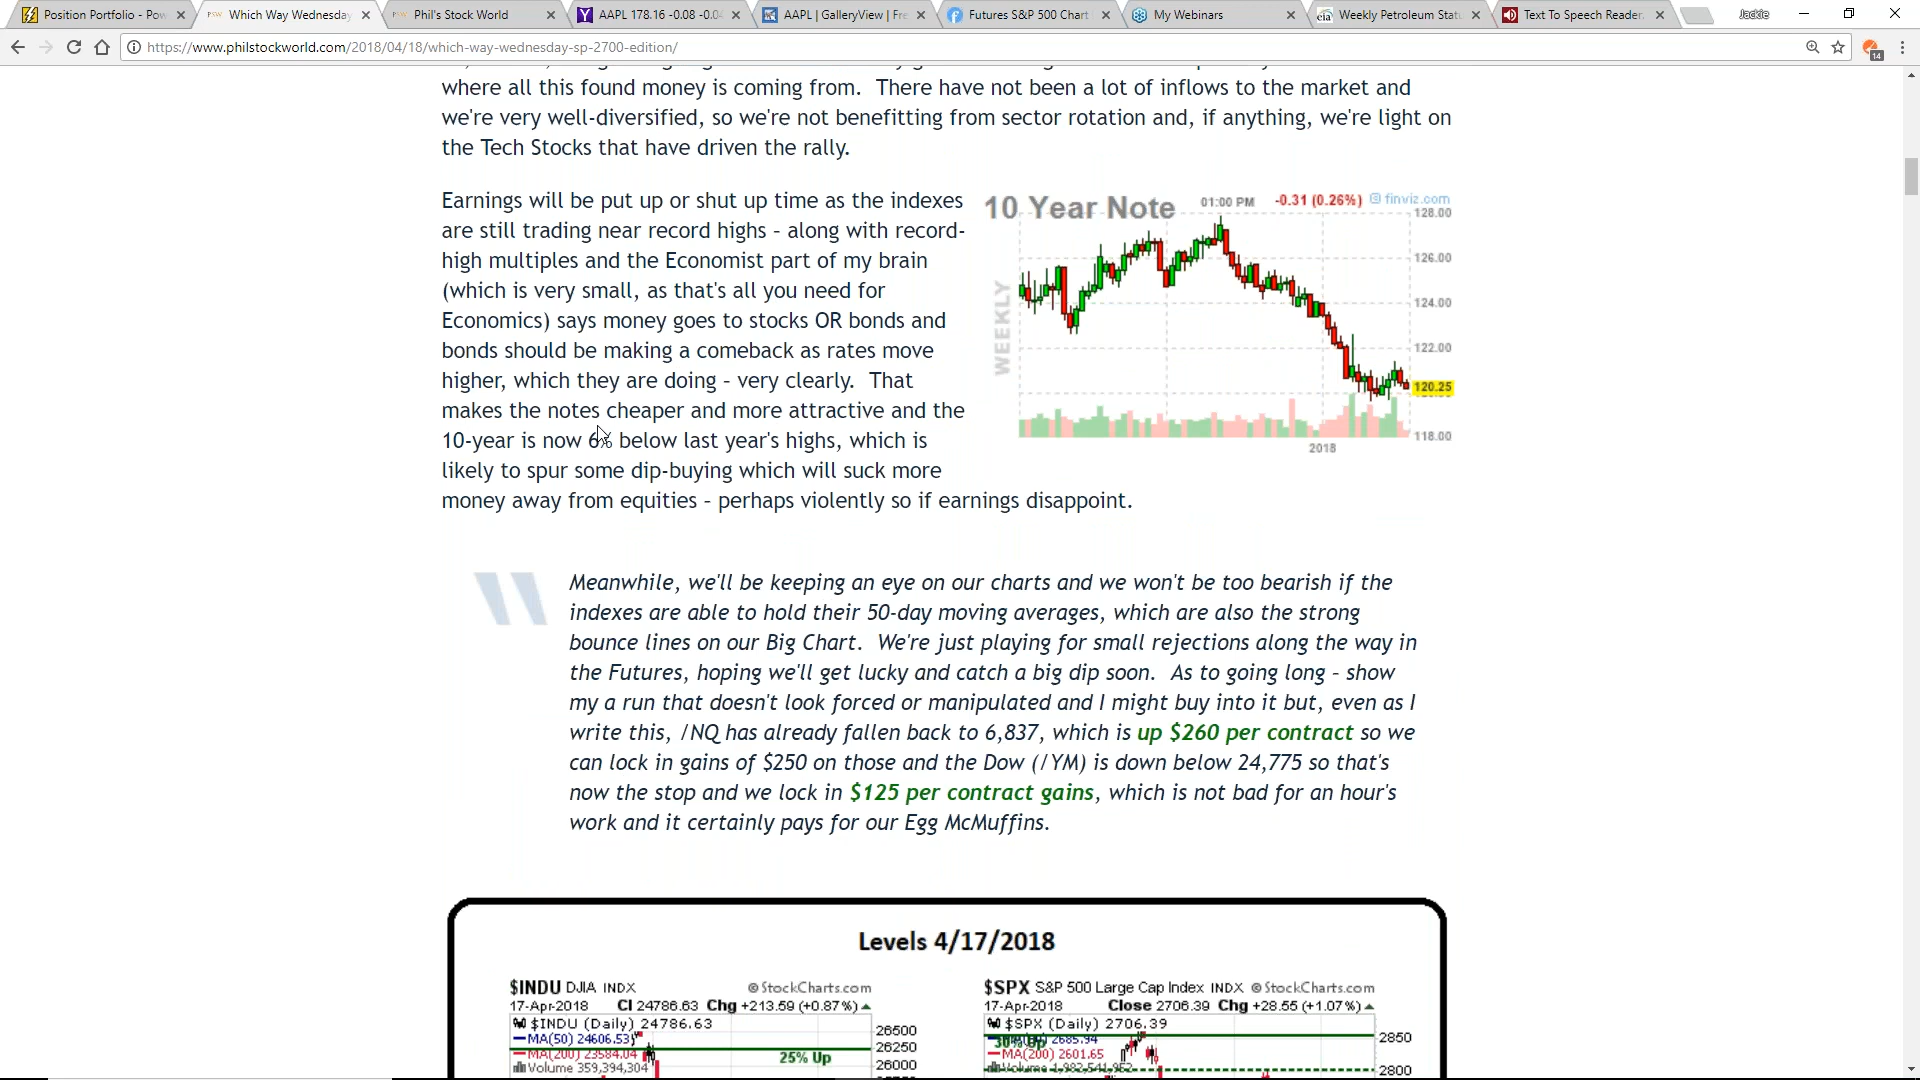 Position Portfolio - Pow
Which Way Wednesday
Phil's Stock World
AAPL 178.16 -0.08 -0.0
AAPL | GalleryView | Fre
Futures S&P 500 Chart
My Webinars
Weekly Petroleum Stat
Text To Speech Reader
Jackie
https://www.philstockworld.com/2018/04/18/which-way-wednesday-sp-2700-edition/
14
where all this found money is coming from. There have not been a lot of inflows to the market and
we're very well-diversified, so we're not benefitting from sector rotation and, if anything, we're light on
the Tech Stocks that have driven the rally.
Earnings will be put up or shut up time as the indexes
are still trading near record highs - along with record-
high multiples and the Economist part of my brain
(which is very small, as that's all you need for
Economics) says money goes to stocks OR bonds and
bonds should be making a comeback as rates move
higher, which they are doing - very clearly. That
makes the notes cheaper and more attractive and the
10-year is now 6% below last year's highs, which is
likely to spur some dip-buying which will suck more
money away from equities - perhaps violently so if earnings disappoint.
10 Year Note 01:00 PM -0.31 (0.26%) © finviz.com
WEEKLY
128.00
126.00
124.00
122.00
120.25
118.00
2018
Meanwhile, we'll be keeping an eye on our charts and we won't be too bearish if the
indexes are able to hold their 50-day moving averages, which are also the strong
bounce lines on our Big Chart. We're just playing for small rejections along the way in
the Futures, hoping we'll get lucky and catch a big dip soon. As to going long - show
my a run that doesn't look forced or manipulated and I might buy into it but, even as I
write this, /NQ has already fallen back to 6,837, which is up $260 per contract so we
can lock in gains of $250 on those and the Dow (/YM) is down below 24,775 so that's
now the stop and we lock in $125 per contract gains, which is not bad for an hour's
work and it certainly pays for our Egg McMuffins.
Levels 4/17/2018
$INDU DJIA INDX © StockCharts.com
17-Apr-2018 Cl 24786.63 Chg +213.59 (+0.87%)
$INDU (Daily) 24786.63
MA(50) 24606.53
MA(200) 23584.04
Volume 359,394,304
25% Up
26500
26250
26000
$SPX S&P 500 Large Cap Index INDX © StockCharts.com
17-Apr-2018 Close 2706.39 Chg +28.55 (+1.07%)
$SPX (Daily) 2706.39
30% Up
2685.94
MA(200) 2601.65
Volume
2850
2800